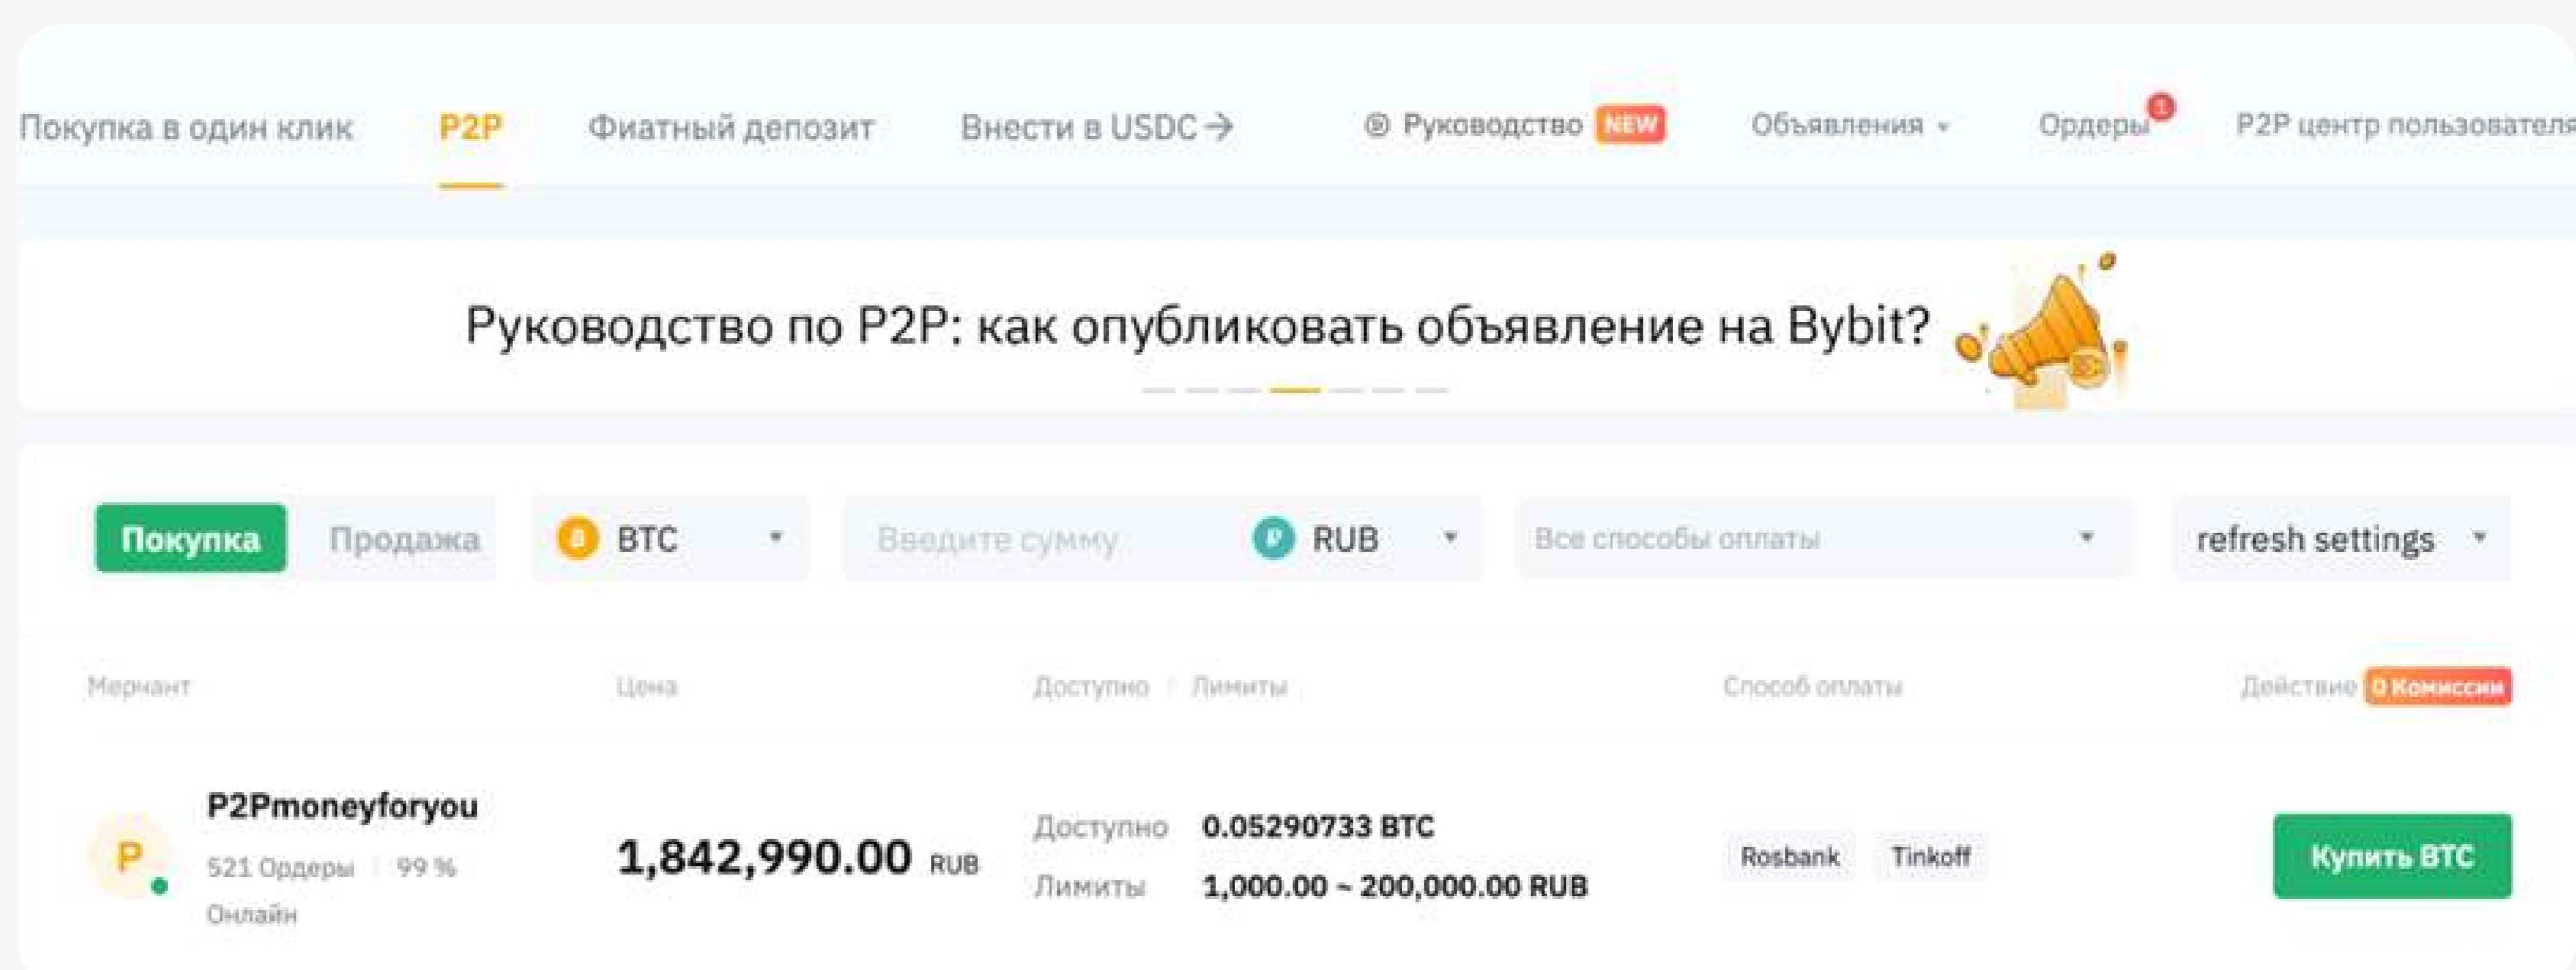 Покупка в один клик P2P Фиатный депозит Внести в USDC → Руководство NEW Объявления Ордеры 1 P2P центр пользователя
Руководство по P2P: как опубликовать объявление на Bybit?
Покупка Продажа BTC Введите сумму RUB Все способы оплаты refresh settings
Мерчант Цена Доступно | Лимиты Способ оплаты Действие 0 Комиссии
P2Pmoneyforyou
521 Ордеры | 99 %
Онлайн
1,842,990.00 RUB
Доступно 0.05290733 BTC
Лимиты 1,000.00 ~ 200,000.00 RUB
Rosbank Tinkoff
Купить BTC